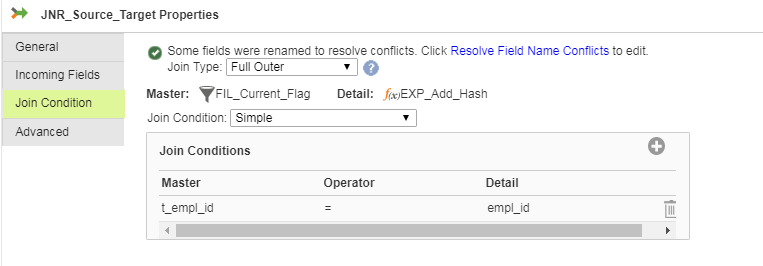 JNR_Source_Target Properties
General
Incoming Fields
Join Condition
Advanced
Some fields were renamed to resolve conflicts. Click Resolve Field Name Conflicts to edit.
Join Type: Full Outer ?
Master: FIL_Current_Flag Detail: f(x) EXP_Add_Hash
Join Condition: Simple
Join Conditions
Master Operator Detail
t_empl_id = empl_id